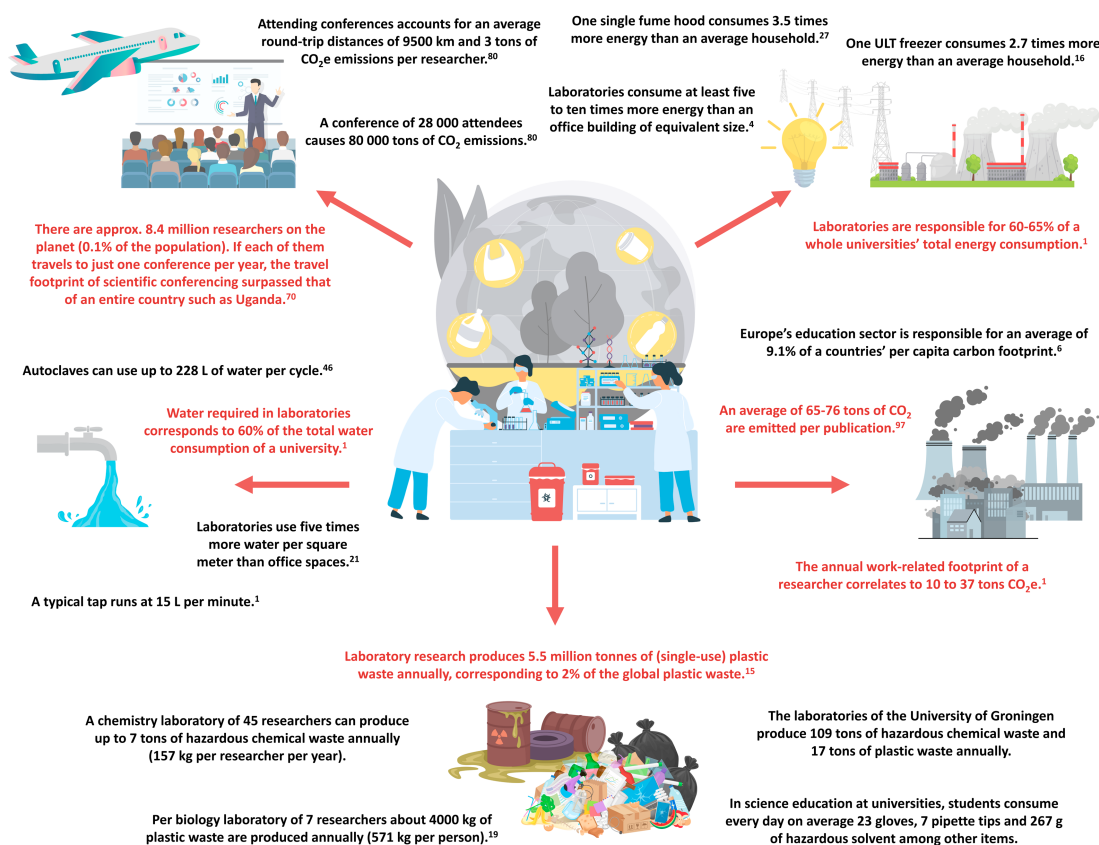 Attending conferences accounts for an average
round-trip distances of 9500 km and 3 tons of
CO₂e emissions per researcher.⁸⁰
A conference of 28 000 attendees
causes 80 000 tons of CO₂ emissions.⁸⁰
One single fume hood consumes 3.5 times
more energy than an average household.²⁷
One ULT freezer consumes 2.7 times more
energy than an average household.¹⁶
Laboratories consume at least five
to ten times more energy than an
office building of equivalent size.⁴
There are approx. 8.4 million researchers on the
planet (0.1% of the population). If each of them
travels to just one conference per year, the travel
footprint of scientific conferencing surpassed that
of an entire country such as Uganda.⁷⁰
Laboratories are responsible for 60-65% of a
whole universities’ total energy consumption.¹
Europe’s education sector is responsible for an average of
9.1% of a countries’ per capita carbon footprint.⁶
Autoclaves can use up to 228 L of water per cycle.⁴⁶
Water required in laboratories
corresponds to 60% of the total water
consumption of a university.¹
An average of 65-76 tons of CO₂
are emitted per publication.⁹⁷
Laboratories use five times
more water per square
meter than office spaces.²¹
The annual work-related footprint of a
researcher correlates to 10 to 37 tons CO₂e.¹
A typical tap runs at 15 L per minute.¹
Laboratory research produces 5.5 million tonnes of (single-use) plastic
waste annually, corresponding to 2% of the global plastic waste.¹⁵
A chemistry laboratory of 45 researchers can produce
up to 7 tons of hazardous chemical waste annually
(157 kg per researcher per year).
The laboratories of the University of Groningen
produce 109 tons of hazardous chemical waste and
17 tons of plastic waste annually.
Per biology laboratory of 7 researchers about 4000 kg of
plastic waste are produced annually (571 kg per person).¹⁹
In science education at universities, students consume
every day on average 23 gloves, 7 pipette tips and 267 g
of hazardous solvent among other items.